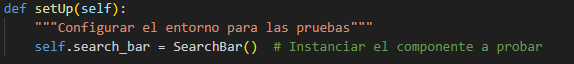 def setUp(self):
    """Configurar el entorno para las pruebas"""
    self.search_bar = SearchBar()  # Instanciar el componente a probar